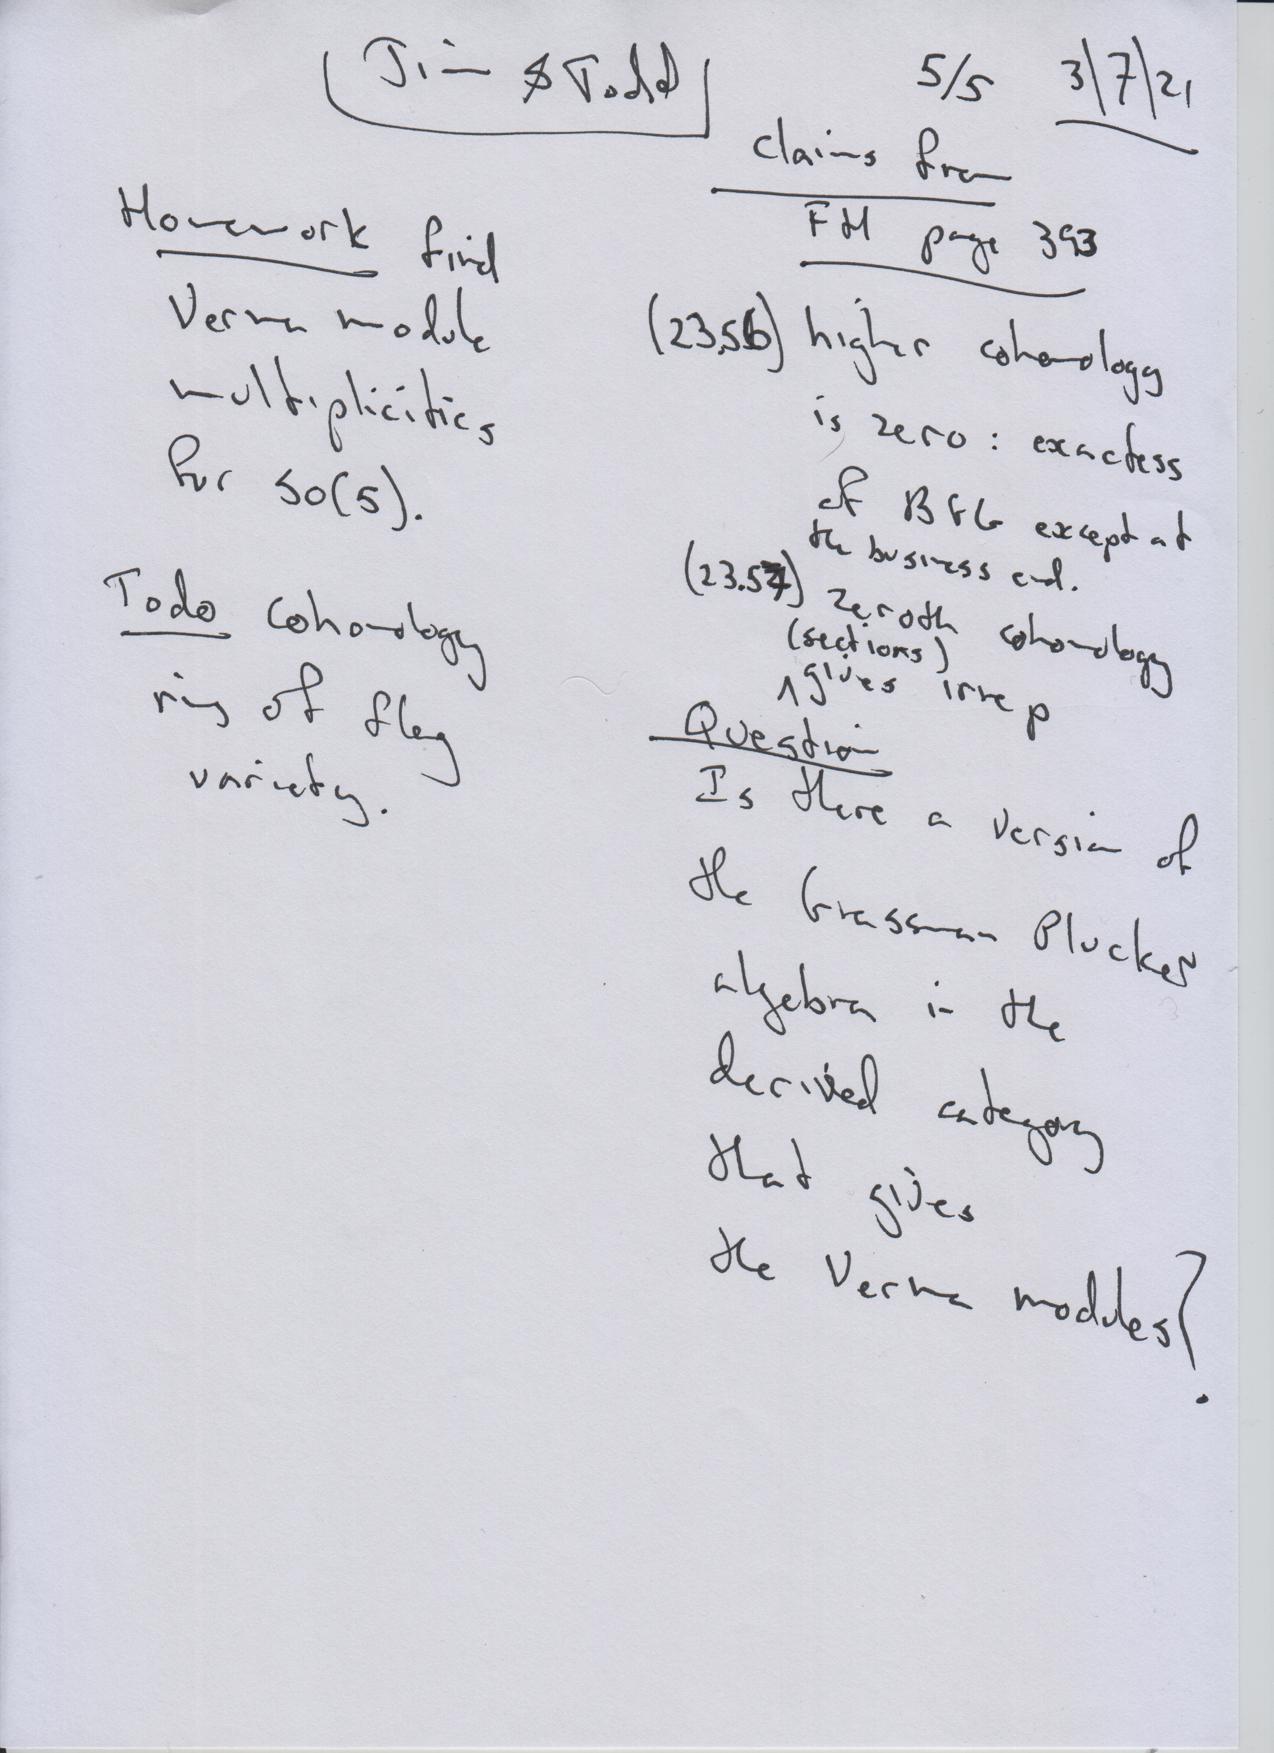 Jim & Todd
5/5 3/7/21
Homework find
Verma module
multiplicities
for so(5).
Todo cohomology
ring of flag
variety.
claims from
FH page 393
(23.56) higher cohomology
is zero: exactess
of BGG except at
the business end.
(23.57) zeroth cohomology
(sections)
^ gives irrep
Question
Is there a version of
the Grassman Plucker
algebra in the
derived category
that gives
the Verma modules?